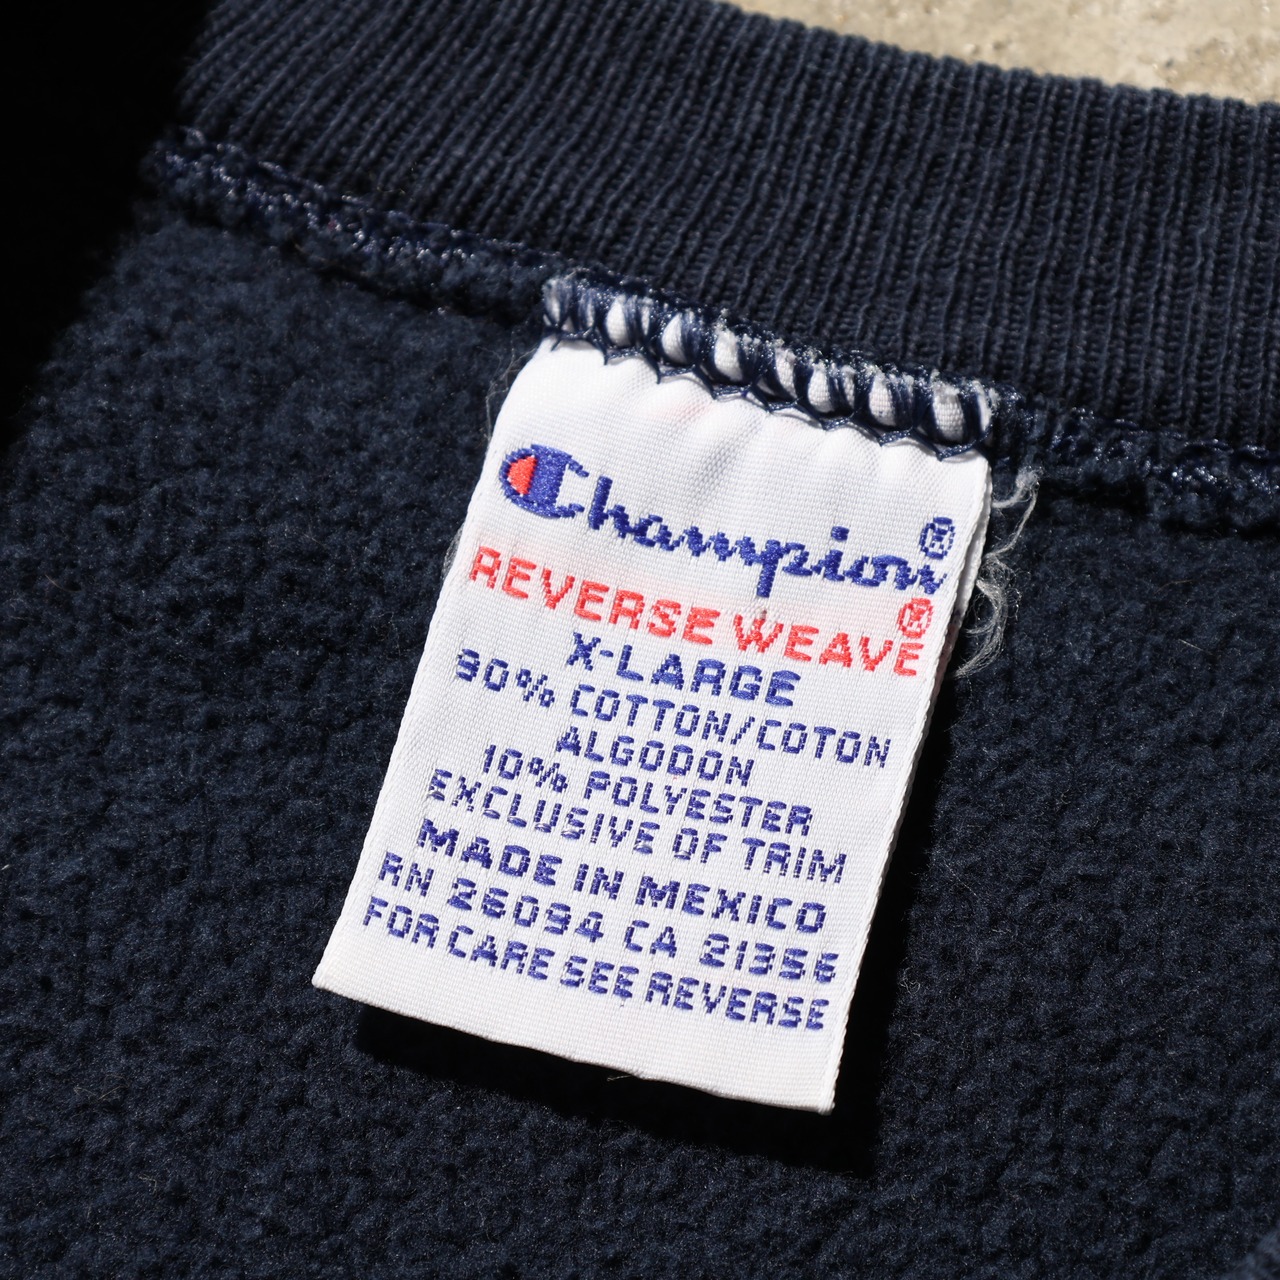 Champion®
REVERSE WEAVE®
X-LARGE
90% COTTON/COTON
ALGODON
10% POLYESTER
EXCLUSIVE OF TRIM
MADE IN MEXICO
RN 26094 CA 21356
FOR CARE SEE REVERSE